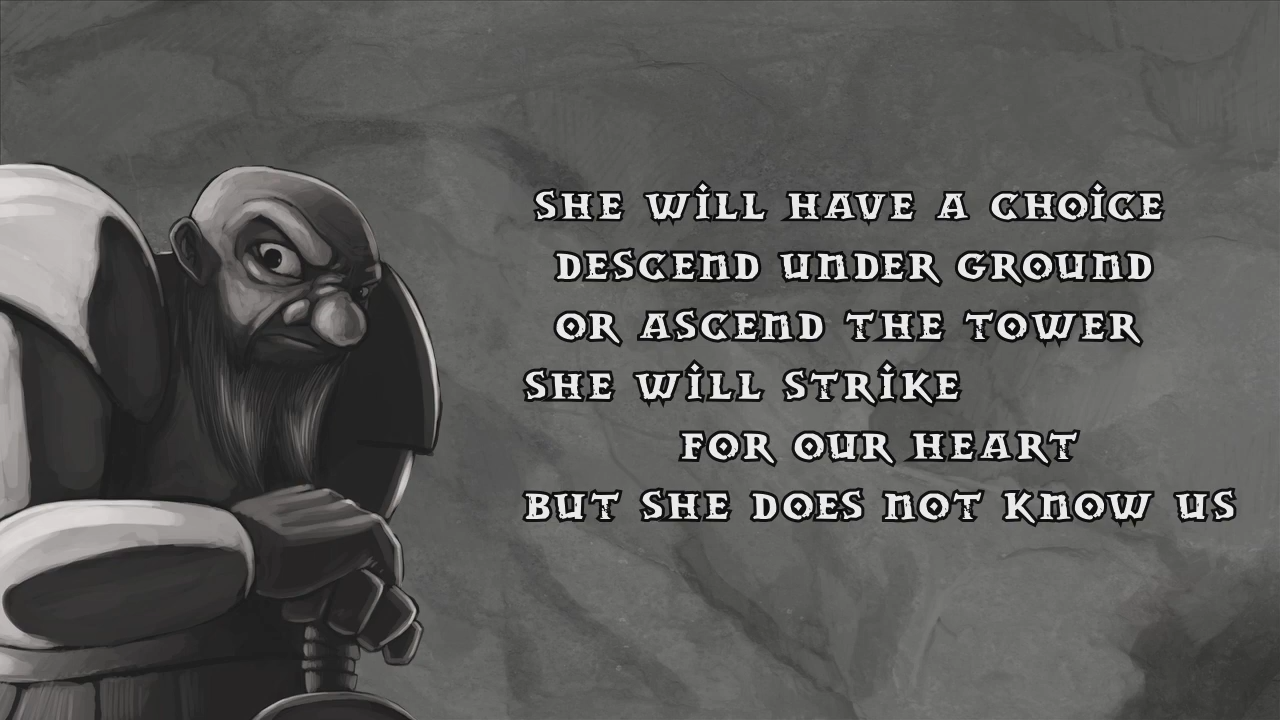 SHE WILL HAVE A CHOICE
DESCEND UNDER GROUND
OR ASCEND THE TOWER
SHE WILL STRIKE
FOR OUR HEART
BUT SHE DOES NOT KNOW US